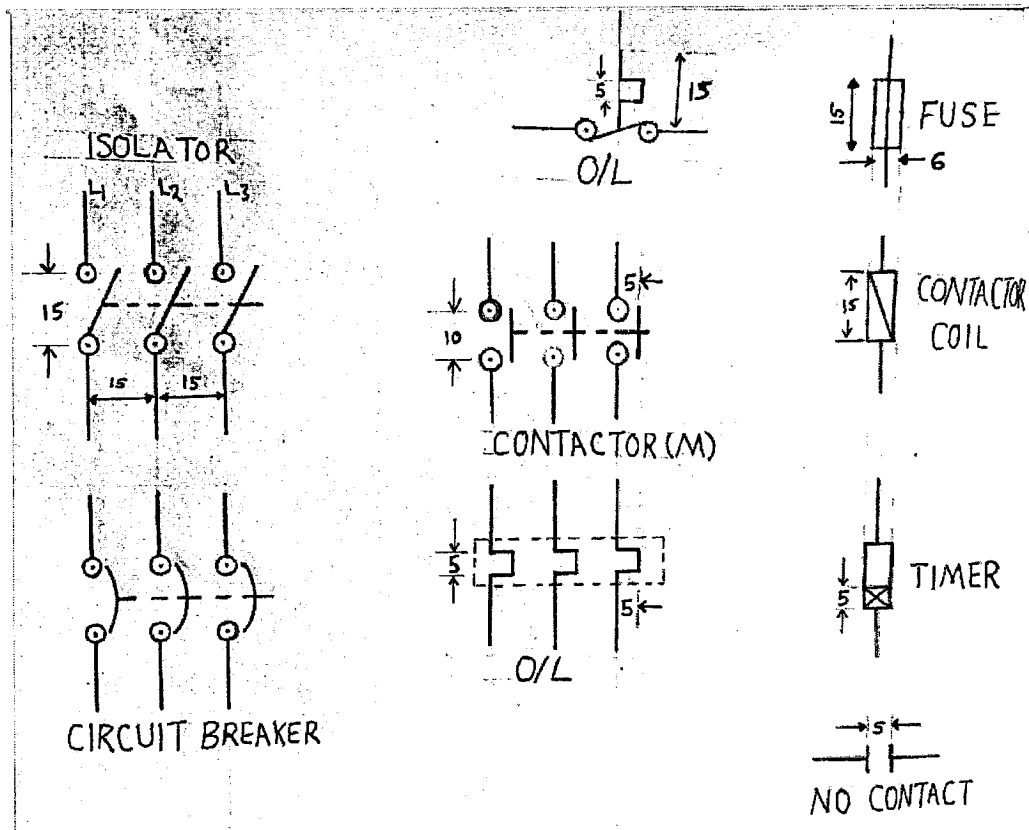 ISOLATOR
L1 L2 L3
15
15 15
CIRCUIT BREAKER
5 15
O/L
5
10
CONTACTOR (M)
5
5
O/L
15
FUSE
6
15
CONTACTOR
COIL
TIMER
5
5
NO CONTACT